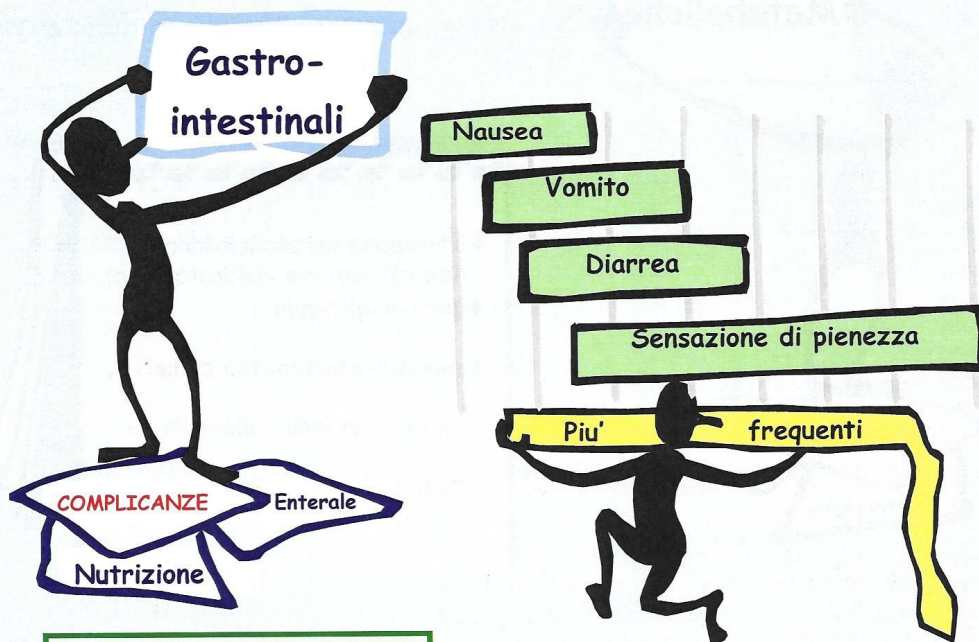 Gastro-
intestinali
Nausea
Vomito
Diarrea
Sensazione di pienezza
Piu' frequenti
COMPLICANZE
Enterale
Nutrizione